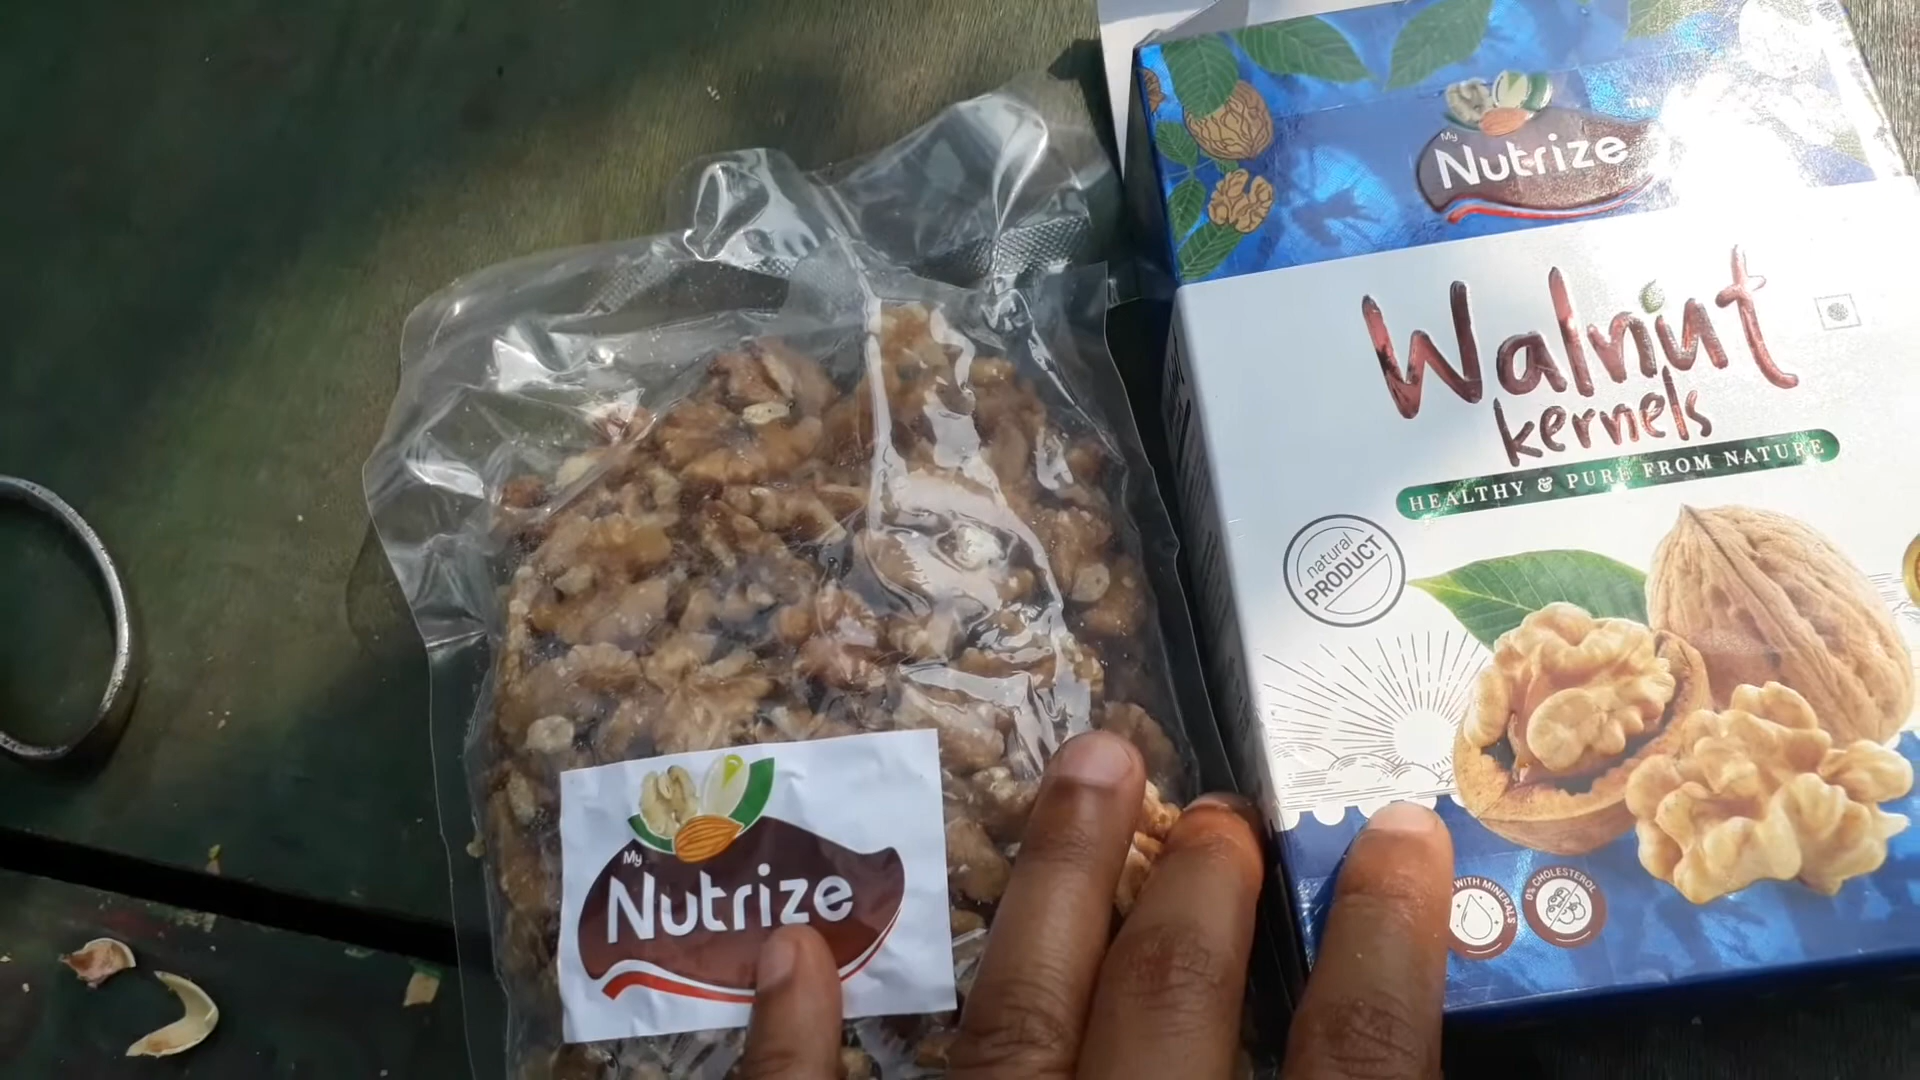 My
Nutrize
My
Nutrize
TM
Walnut
kernels
HEALTHY & PURE FROM NATURE
natural
PRODUCT
WITH MINERALS
0% CHOLESTEROL